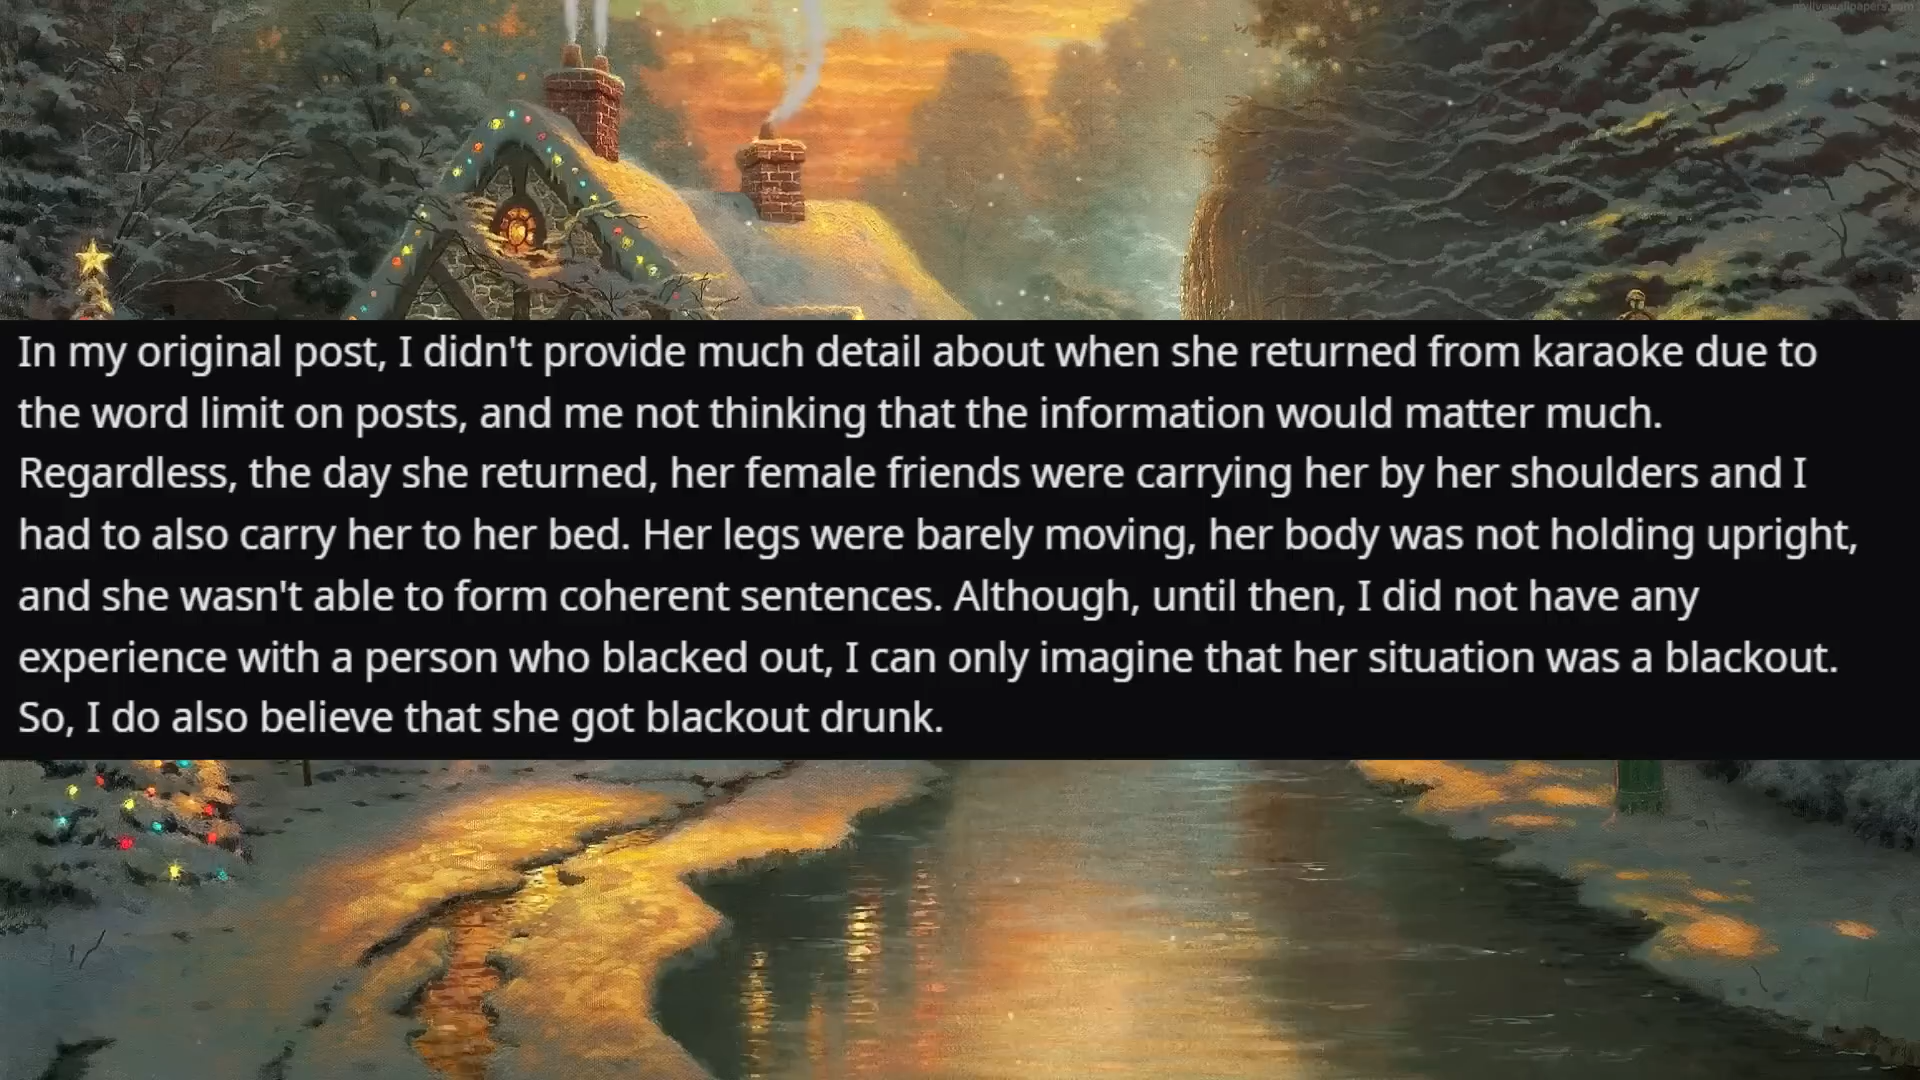 mylivewallpapers.com
In my original post, I didn't provide much detail about when she returned from karaoke due to
the word limit on posts, and me not thinking that the information would matter much.
Regardless, the day she returned, her female friends were carrying her by her shoulders and I
had to also carry her to her bed. Her legs were barely moving, her body was not holding upright,
and she wasn't able to form coherent sentences. Although, until then, I did not have any
experience with a person who blacked out, I can only imagine that her situation was a blackout.
So, I do also believe that she got blackout drunk.